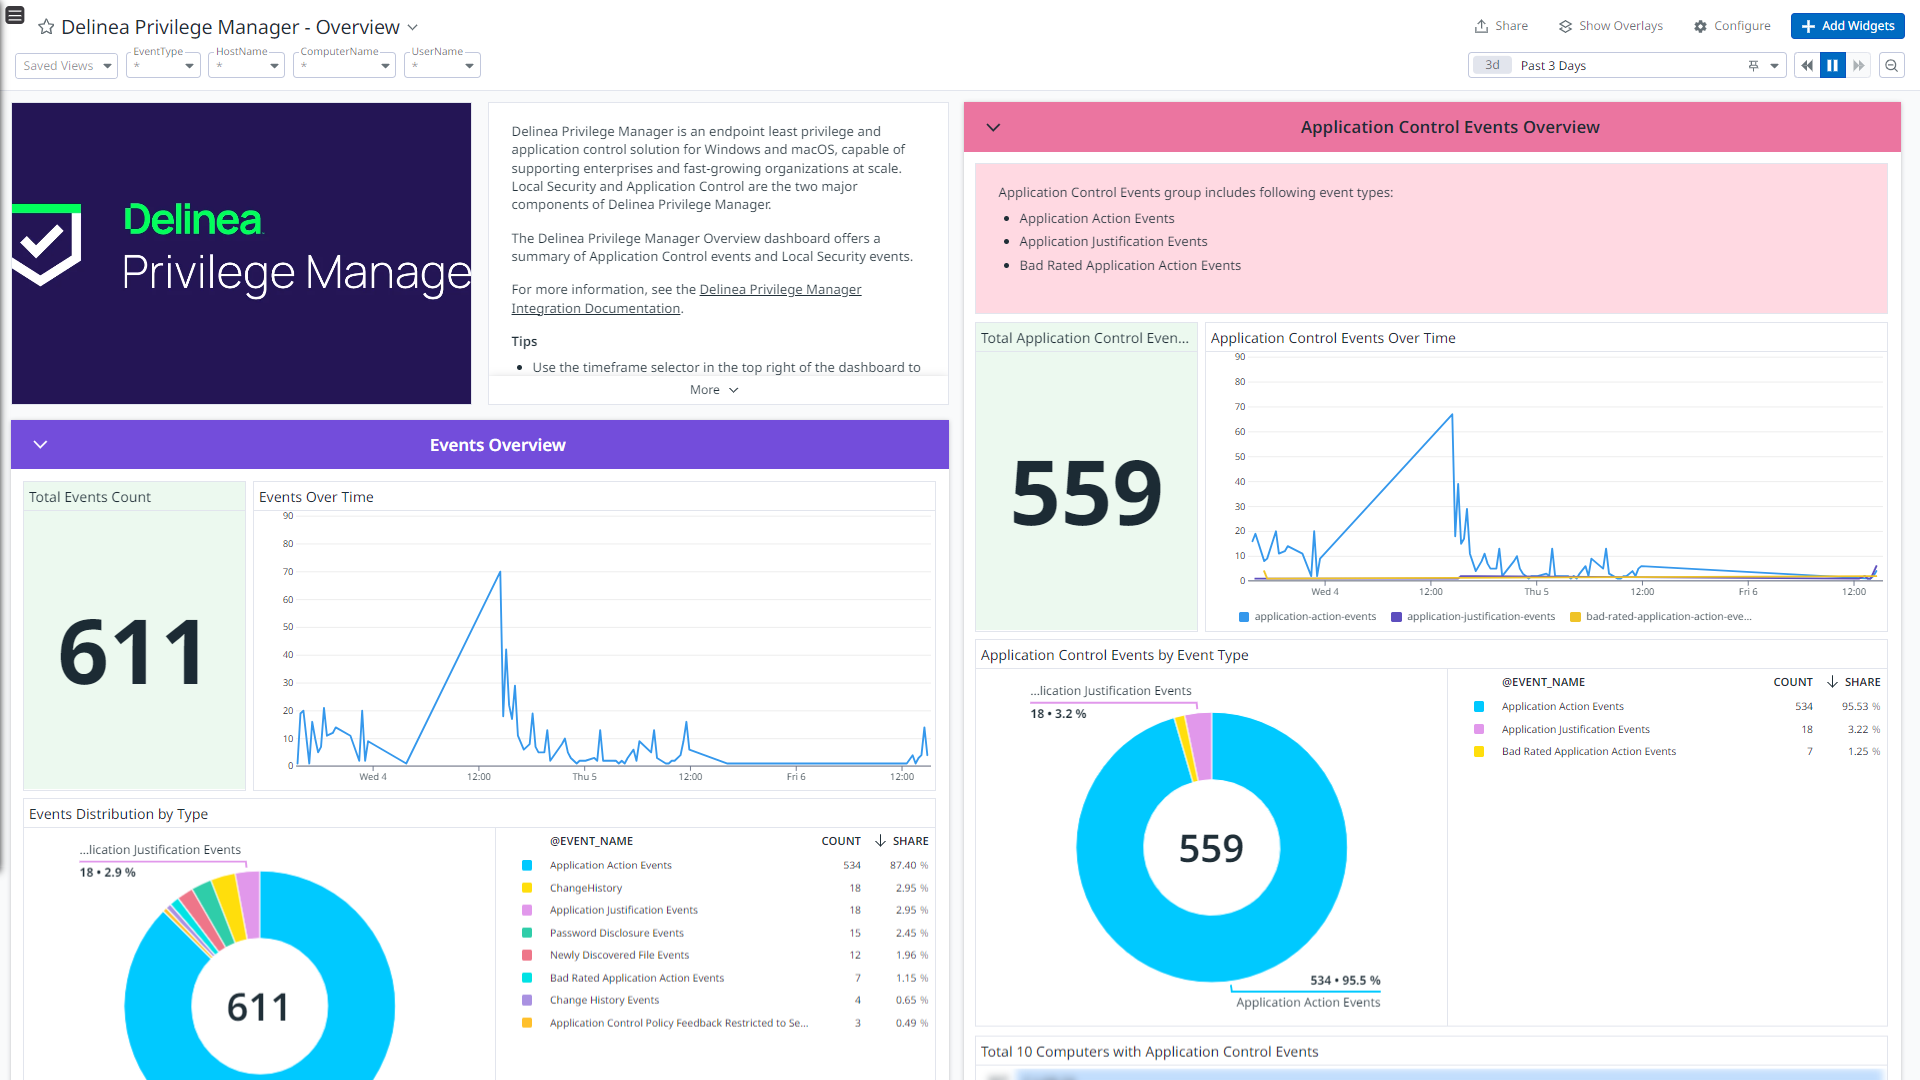 Delinea Privilege Manager - Overview
Share
Show Overlays
Configure
Add Widgets
Saved Views
EventType
*
HostName
*
ComputerName
*
UserName
*
3d
Past 3 Days
Delinea
Privilege Manage
Delinea Privilege Manager is an endpoint least privilege and
application control solution for Windows and macOS, capable of
supporting enterprises and fast-growing organizations at scale.
Local Security and Application Control are the two major
components of Delinea Privilege Manager.
The Delinea Privilege Manager Overview dashboard offers a
summary of Application Control events and Local Security events.
For more information, see the Delinea Privilege Manager
Integration Documentation.
Tips
• Use the timeframe selector in the top right of the dashboard to
More
Events Overview
Total Events Count
611
Events Over Time
90
80
70
60
50
40
30
20
10
0
Wed 4
12:00
Thu 5
12:00
Fri 6
12:00
Events Distribution by Type
...lication Justification Events
18 • 2.9 %
611
@EVENT_NAME COUNT SHARE
Application Action Events 534 87.40 %
ChangeHistory 18 2.95 %
Application Justification Events 18 2.95 %
Password Disclosure Events 15 2.45 %
Newly Discovered File Events 12 1.96 %
Bad Rated Application Action Events 7 1.15 %
Change History Events 4 0.65 %
Application Control Policy Feedback Restricted to Se... 3 0.49 %
Application Control Events Overview
Application Control Events group includes following event types:
• Application Action Events
• Application Justification Events
• Bad Rated Application Action Events
Total Application Control Even...
559
Application Control Events Over Time
90
80
70
60
50
40
30
20
10
0
Wed 4
12:00
Thu 5
12:00
Fri 6
12:00
application-action-events
application-justification-events
bad-rated-application-action-eve...
Application Control Events by Event Type
...lication Justification Events
18 • 3.2 %
559
534 • 95.5 %
Application Action Events
@EVENT_NAME COUNT SHARE
Application Action Events 534 95.53 %
Application Justification Events 18 3.22 %
Bad Rated Application Action Events 7 1.25 %
Total 10 Computers with Application Control Events